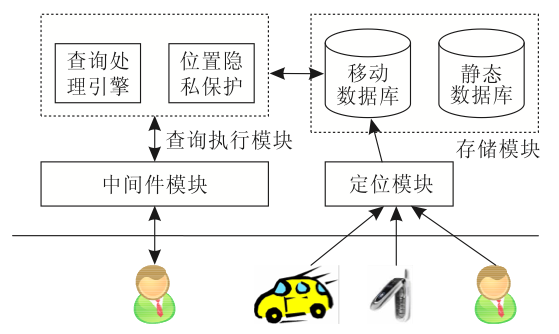 查询处
理引擎
位置隐
私保护
移动
数据库
静态
数据库
查询执行模块
存储模块
中间件模块
定位模块